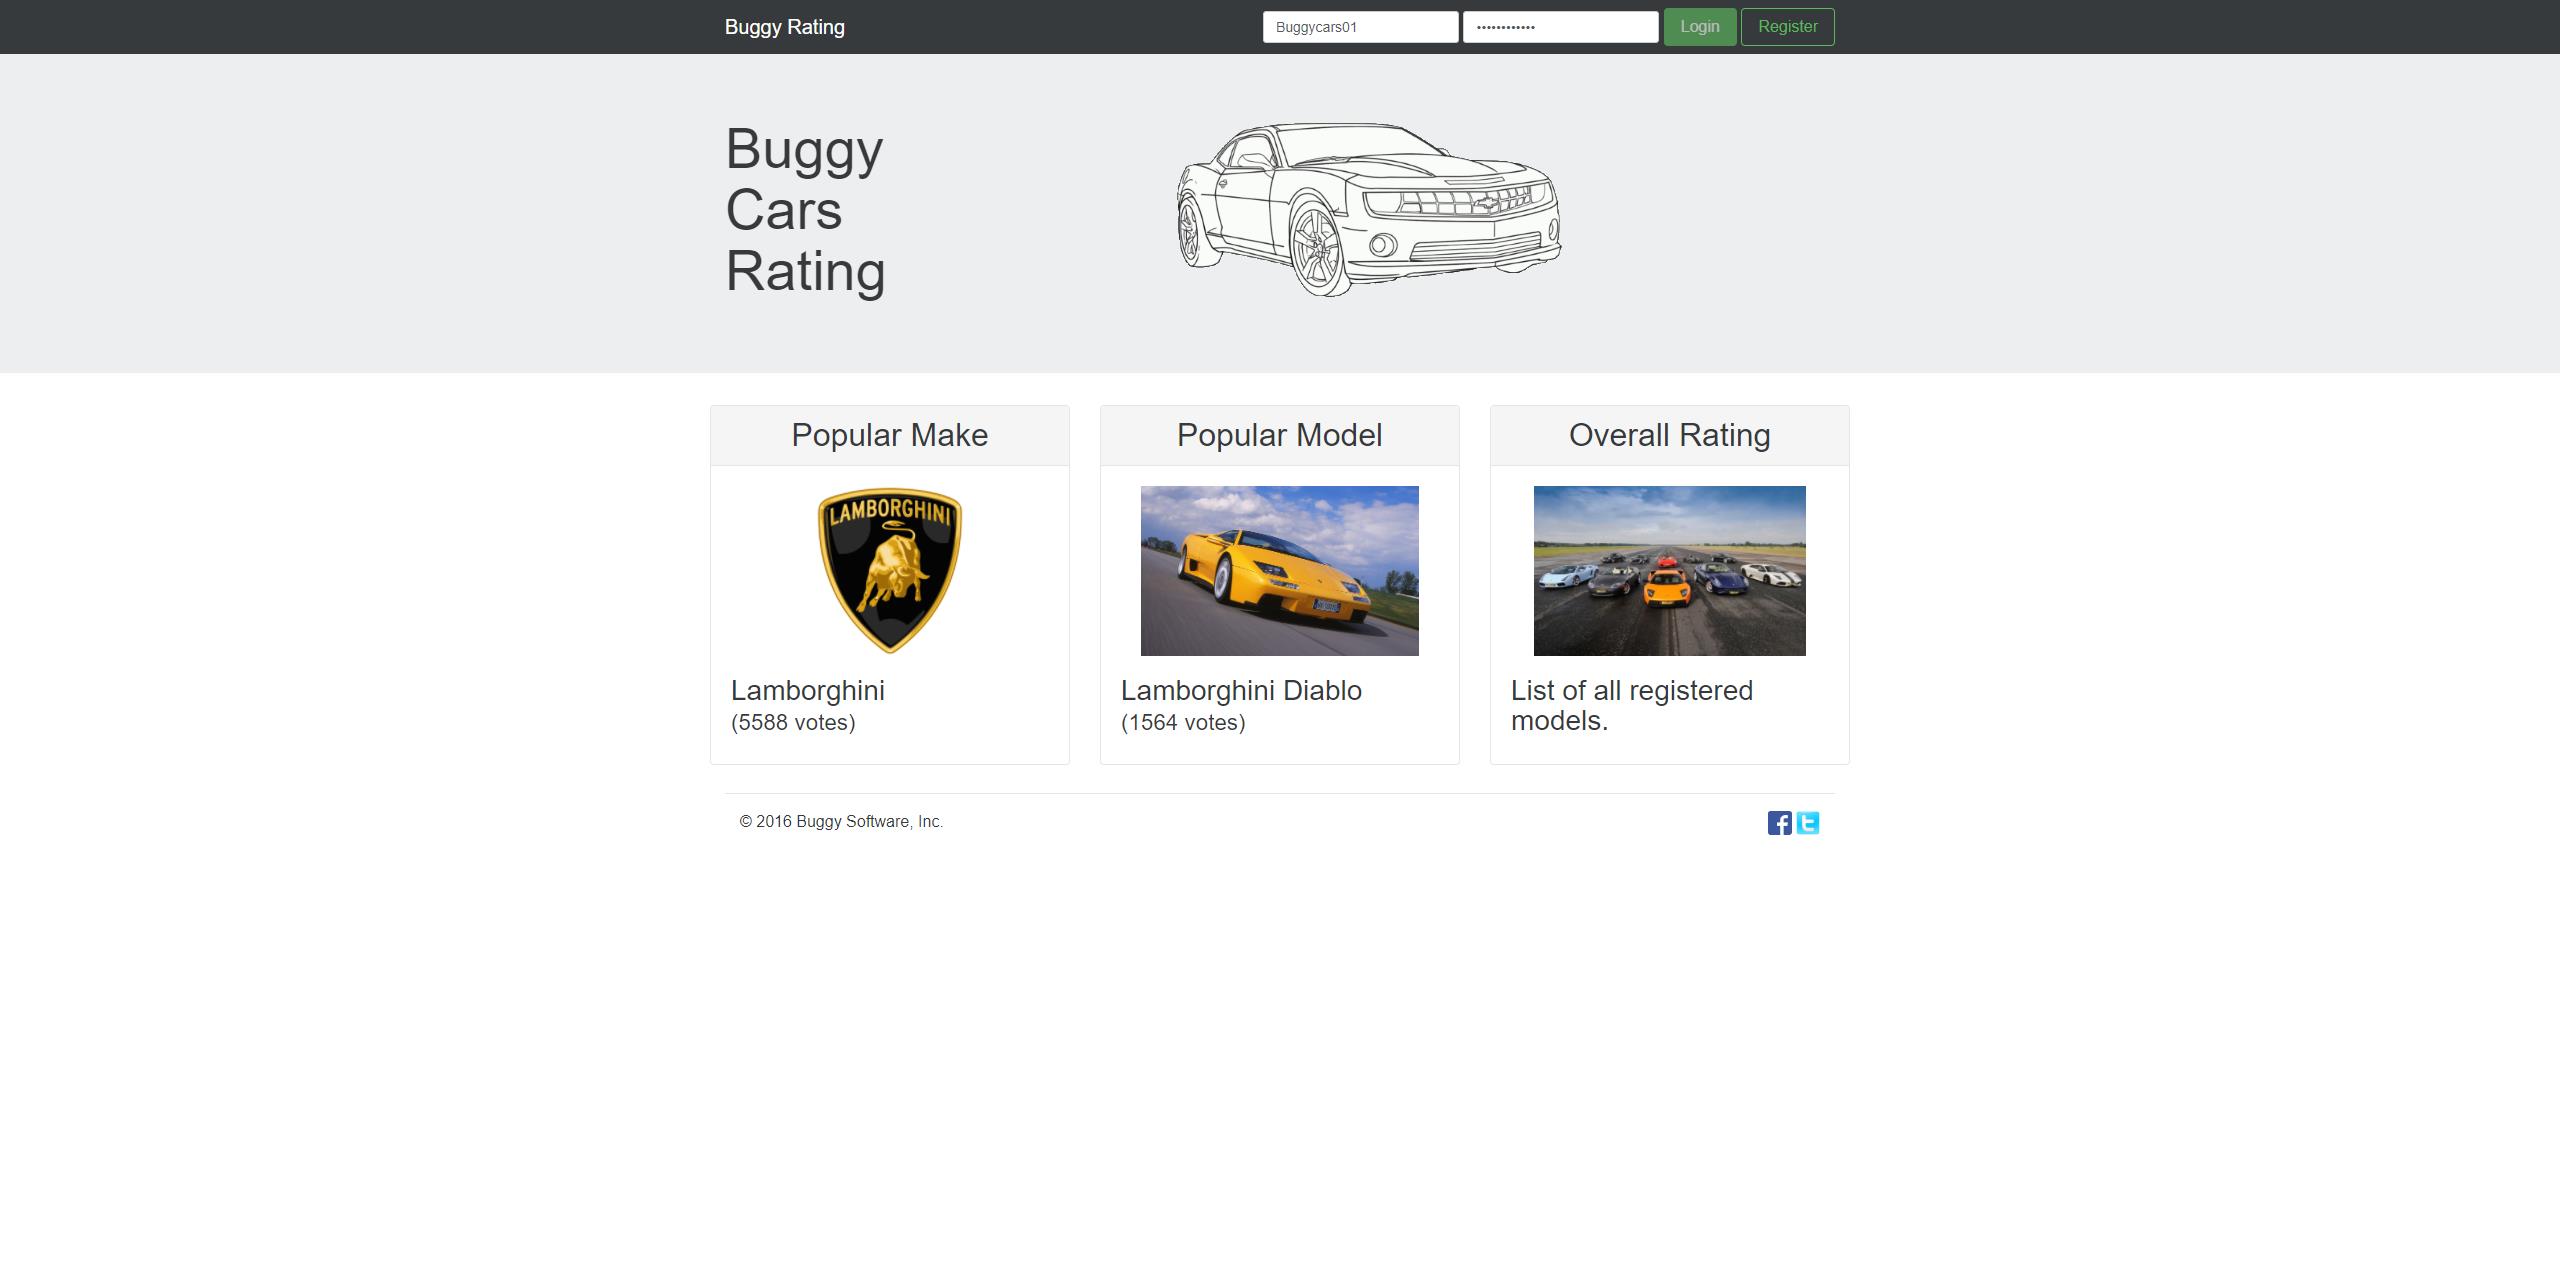 Buggy Rating
Buggycars01
••••••••••••
Login
Register
Buggy
Cars
Rating
Popular Make
Popular Model
Overall Rating
LAMBORGHINI
Lamborghini
(5588 votes)
Lamborghini Diablo
(1564 votes)
List of all registered
models.
© 2016 Buggy Software, Inc.